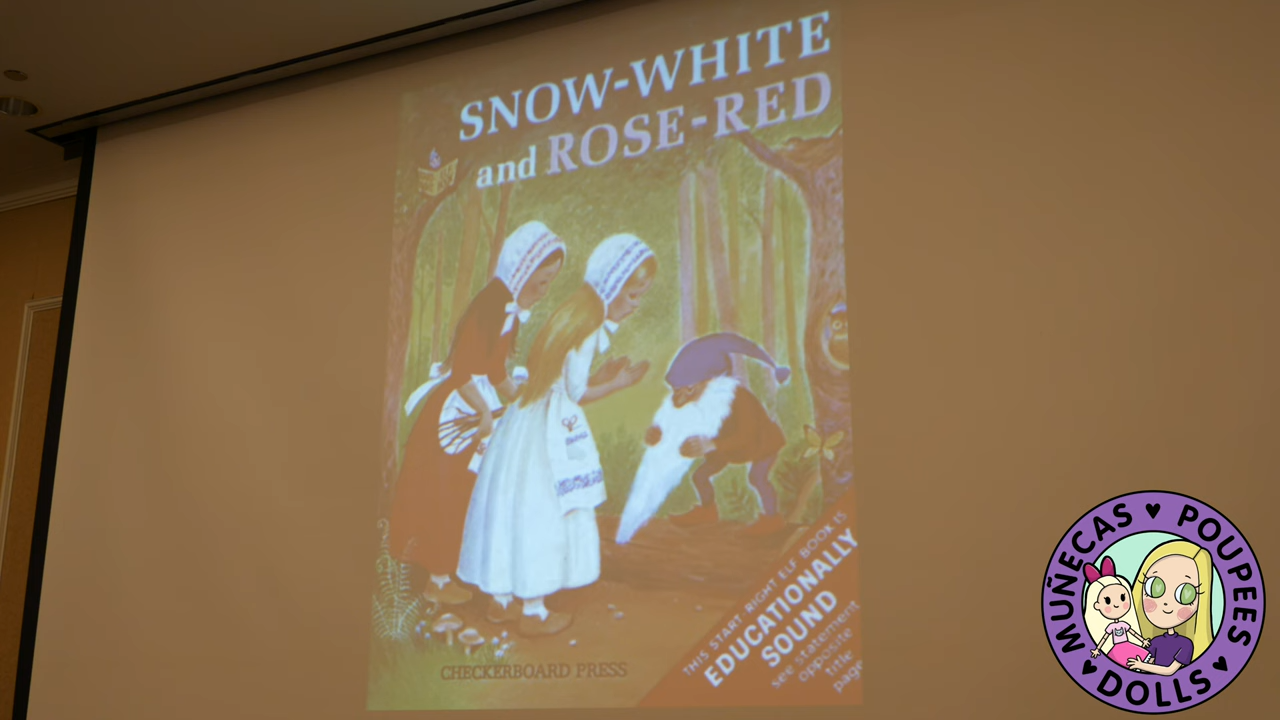 SNOW-WHITE
and ROSE-RED
THIS START RIGHT ELF BOOK IS
EDUCATIONALLY
SOUND
see statement
opposite
title
page
CHECKERBOARD PRESS
MUÑECAS ♥ POUPEES ♥ DOLLS ♥